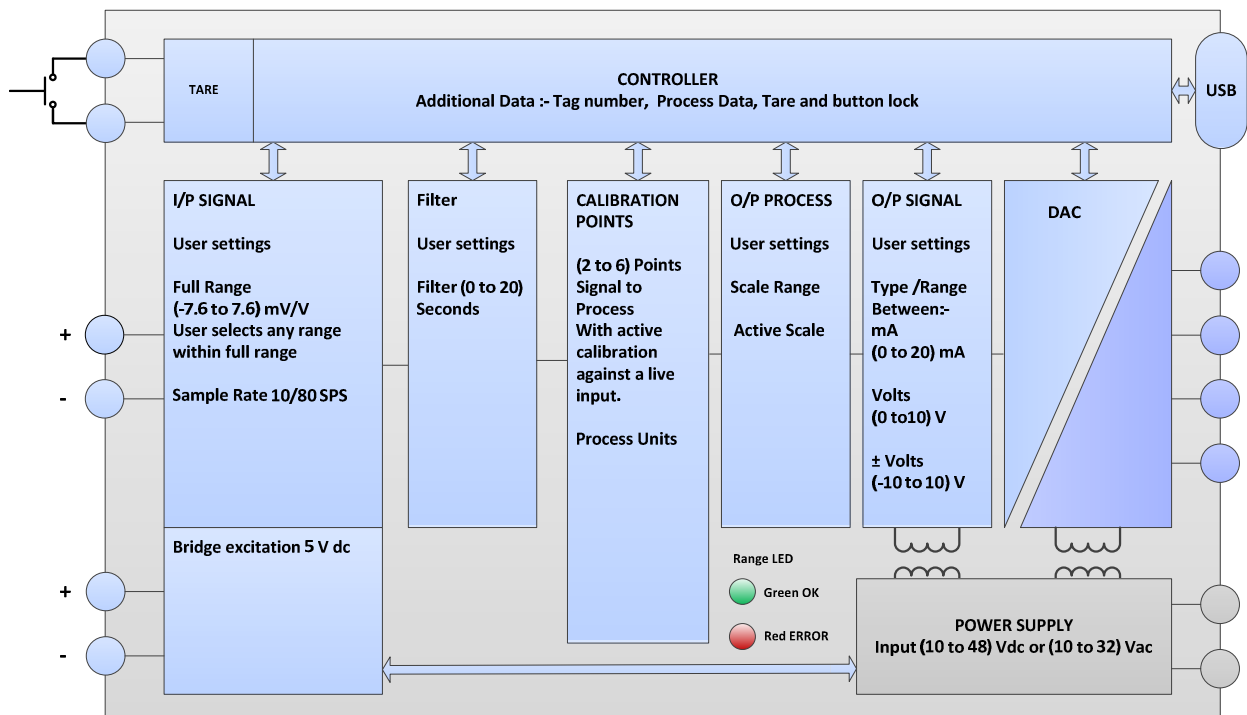 TARE
CONTROLLER
Additional Data :- Tag number, Process Data, Tare and button lock
USB
I/P SIGNAL
User settings
Full Range
(-7.6 to 7.6) mV/V
User selects any range
within full range
Sample Rate 10/80 SPS
Filter
User settings
Filter (0 to 20)
Seconds
CALIBRATION
POINTS
(2 to 6) Points
Signal to
Process
With active
calibration
against a live
input.
Process Units
O/P PROCESS
User settings
Scale Range
Active Scale
O/P SIGNAL
User settings
Type /Range
Between:-
mA
(0 to 20) mA
Volts
(0 to10) V
± Volts
(-10 to 10) V
DAC
+
-
Bridge excitation 5 V dc
+
-
Range LED
Green OK
Red ERROR
POWER SUPPLY
Input (10 to 48) Vdc or (10 to 32) Vac